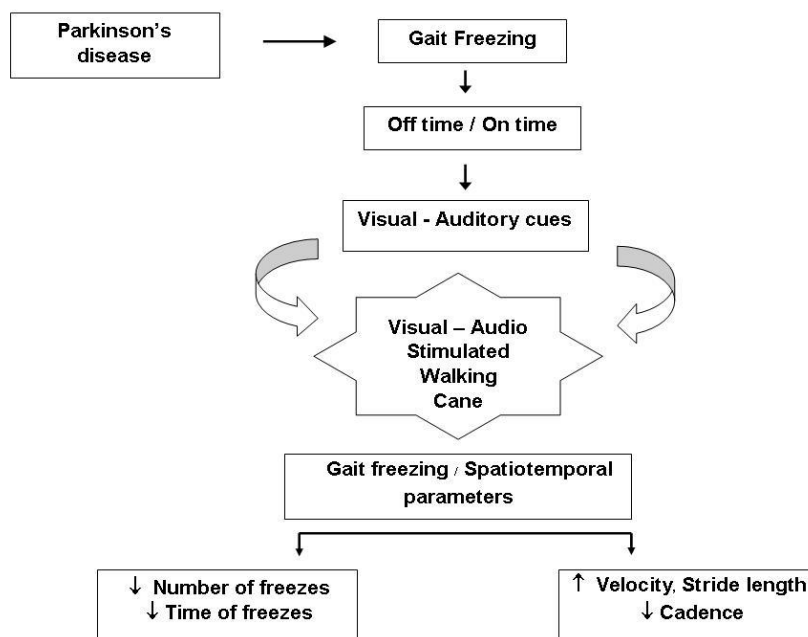 Parkinson's
disease
Gait Freezing
Off time / On time
Visual - Auditory cues
Visual – Audio
Stimulated
Walking
Cane
Gait freezing / Spatiotemporal
parameters
↓ Number of freezes
↓ Time of freezes
↑ Velocity, Stride length
↓ Cadence